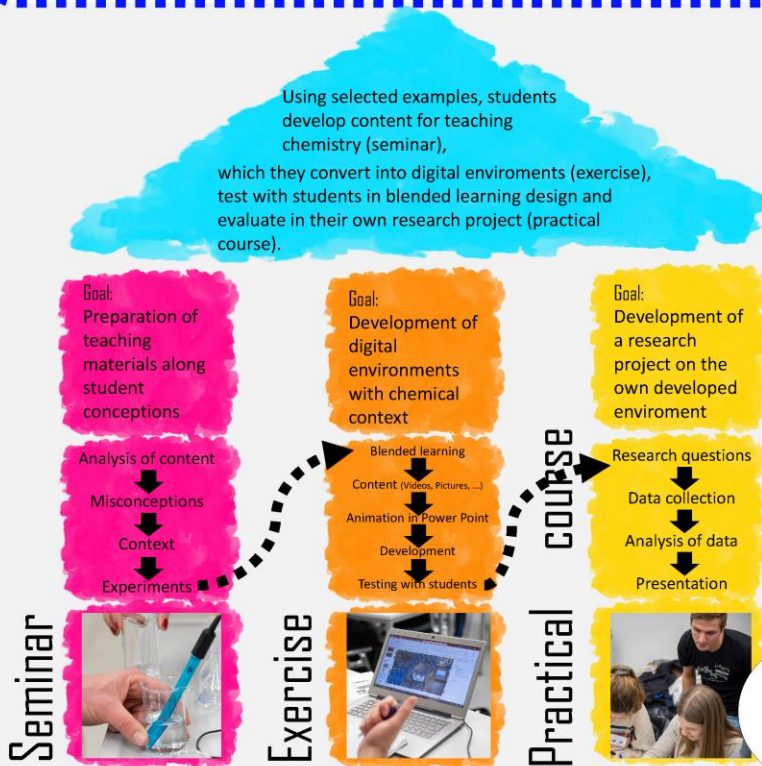 Using selected examples, students
develop content for teaching
chemistry (seminar),
which they convert into digital enviroments (exercise),
test with students in blended learning design and
evaluate in their own research project (practical
course).
Goal:
Preparation of
teaching
materials along
student
conceptions
Analysis of content
Misconceptions
Context
Experiments
Seminar
Goal:
Development of
digital
environments
with chemical
context
Blended learning
Content (Videos, Pictures, ...)
Animation in Power Point
Development
Testing with students
Exercise
Goal:
Development of
a research
project on the
own developed
enviroment
Research questions
Data collection
Analysis of data
Presentation
Practical course